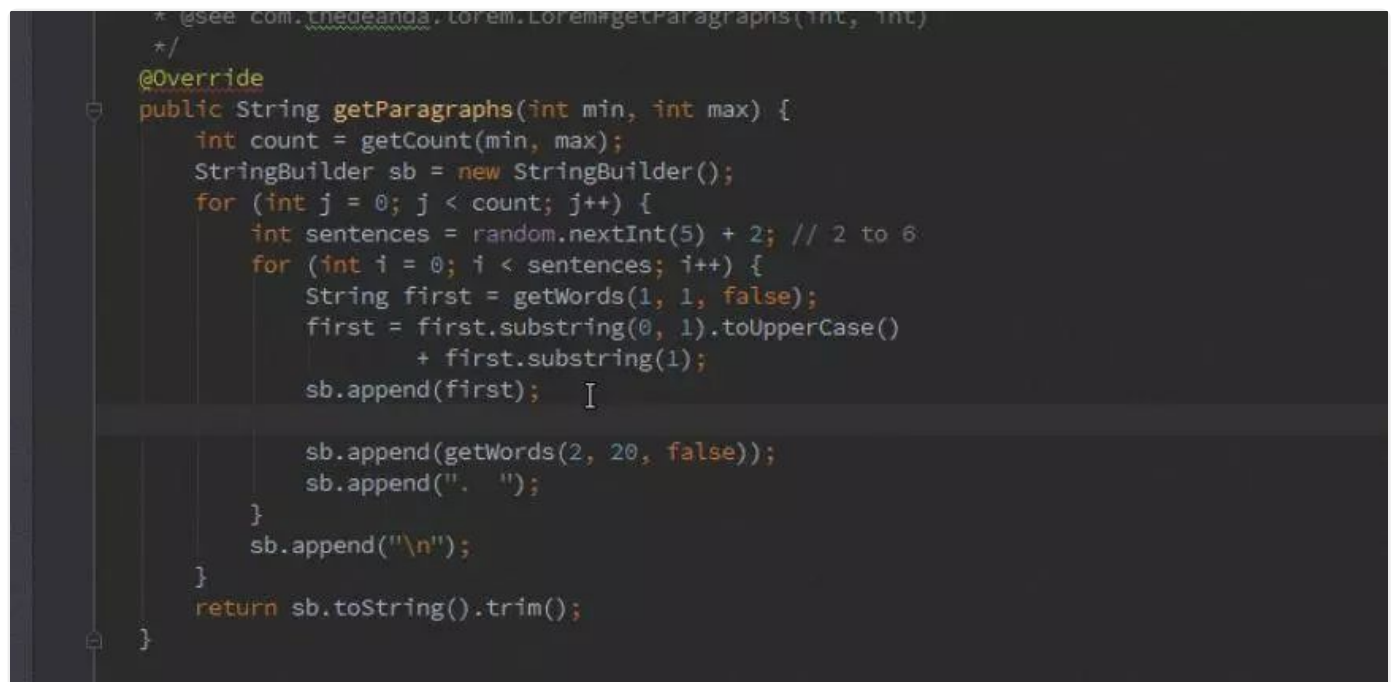 * @see com.thedeanda.lorem.Lorem#getParagraphs(int, int)
*/
@Override
public String getParagraphs(int min, int max) {
int count = getCount(min, max);
StringBuilder sb = new StringBuilder();
for (int j = 0; j < count; j++) {
int sentences = random.nextInt(5) + 2; // 2 to 6
for (int i = 0; i < sentences; i++) {
String first = getWords(1, 1, false);
first = first.substring(0, 1).toUpperCase()
+ first.substring(1);
sb.append(first);
sb.append(getWords(2, 20, false));
sb.append(".  ");
}
sb.append("\n");
}
return sb.toString().trim();
}